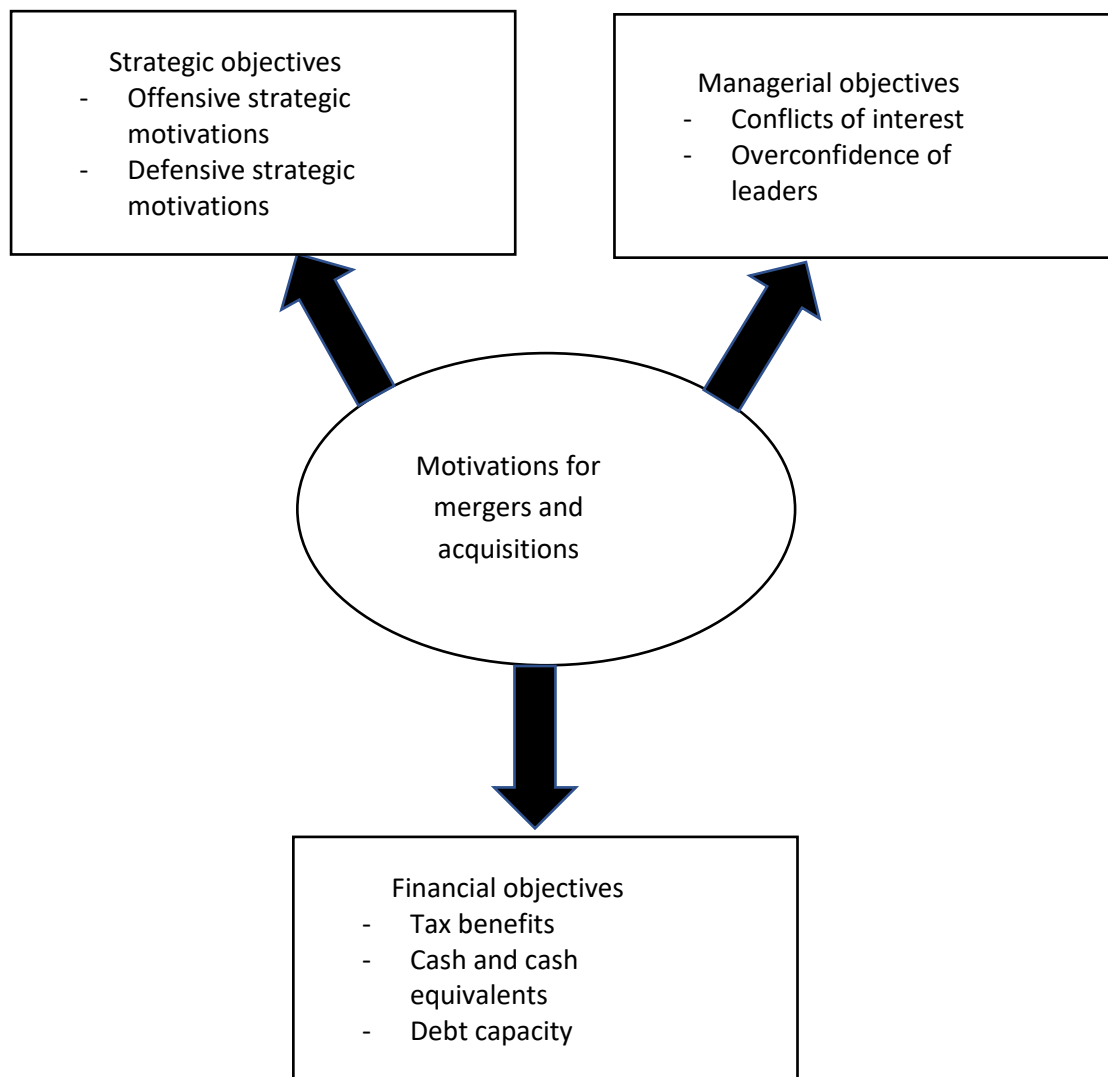 Strategic objectives
- Offensive strategic
motivations
- Defensive strategic
motivations
Managerial objectives
- Conflicts of interest
- Overconfidence of
leaders
Motivations for
mergers and
acquisitions
Financial objectives
- Tax benefits
- Cash and cash
equivalents
- Debt capacity